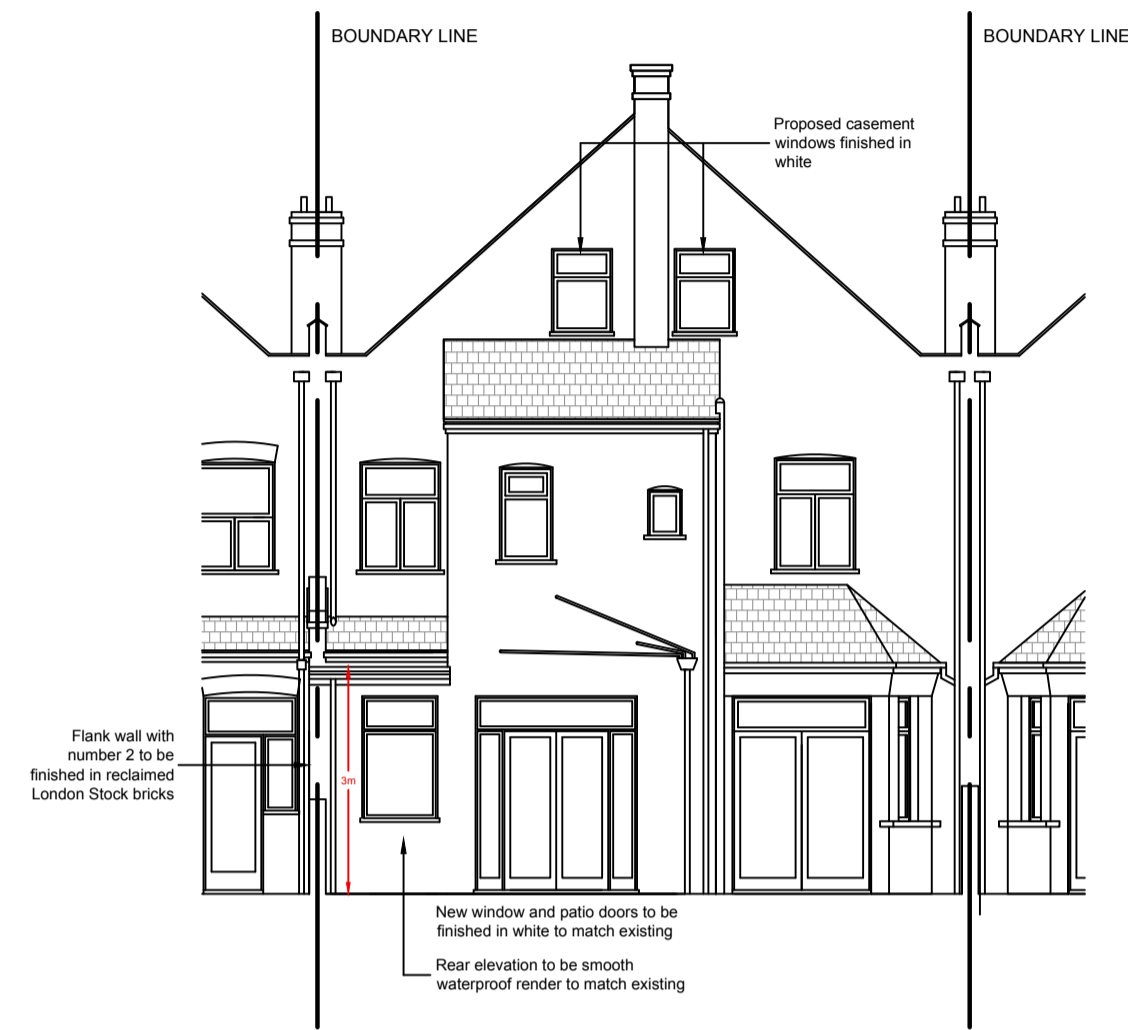 BOUNDARY LINE
BOUNDARY LINE
Proposed casement
windows finished in
white
Flank wall with
number 2 to be
finished in reclaimed
London Stock bricks
3m
New window and patio doors to be
finished in white to match existing
Rear elevation to be smooth
waterproof render to match existing